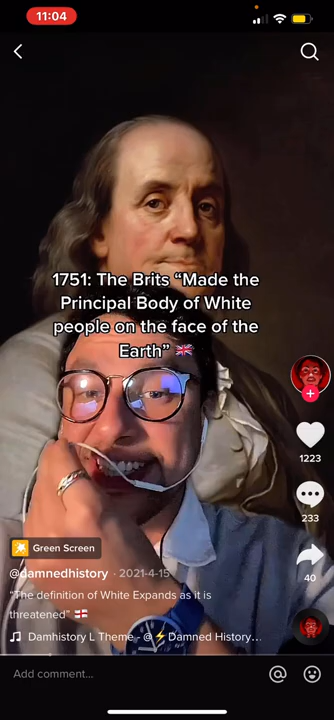 11:04
1751: The Brits “Made the
Principal Body of White
people on the face of the
Earth” 🇬🇧
1223
233
40
Green Screen
@damnedhistory · 2021-4-15
“The definition of White Expands as it is
threatened” 🏴󠁧󠁢󠁥󠁮󠁧󠁿
Damhistory L Theme - @⚡Damned History...
Add comment...